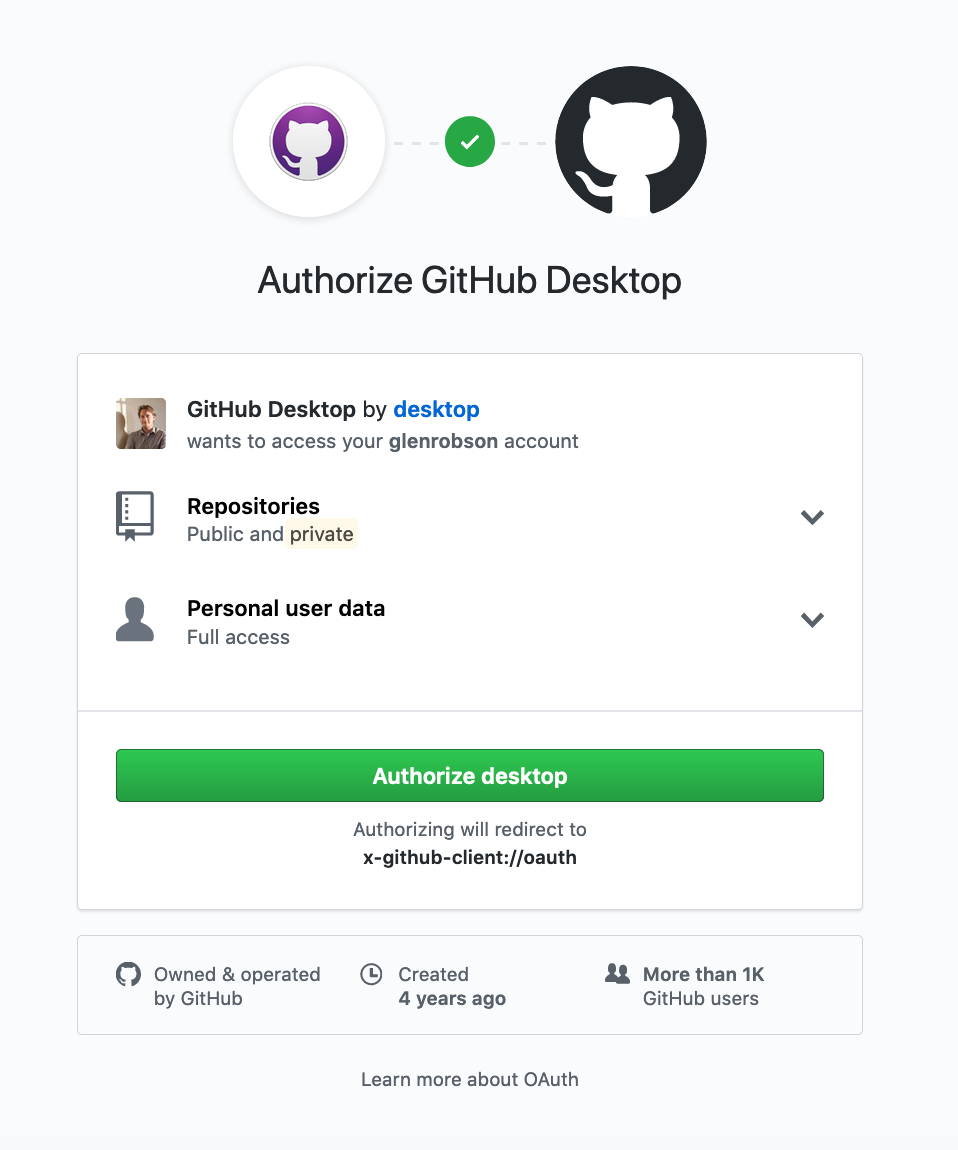 Authorize GitHub Desktop
GitHub Desktop by desktop
wants to access your glenrobson account
Repositories
Public and private
Personal user data
Full access
Authorize desktop
Authorizing will redirect to
x-github-client://oauth
Owned & operated
by GitHub
Created
4 years ago
More than 1K
GitHub users
Learn more about OAuth